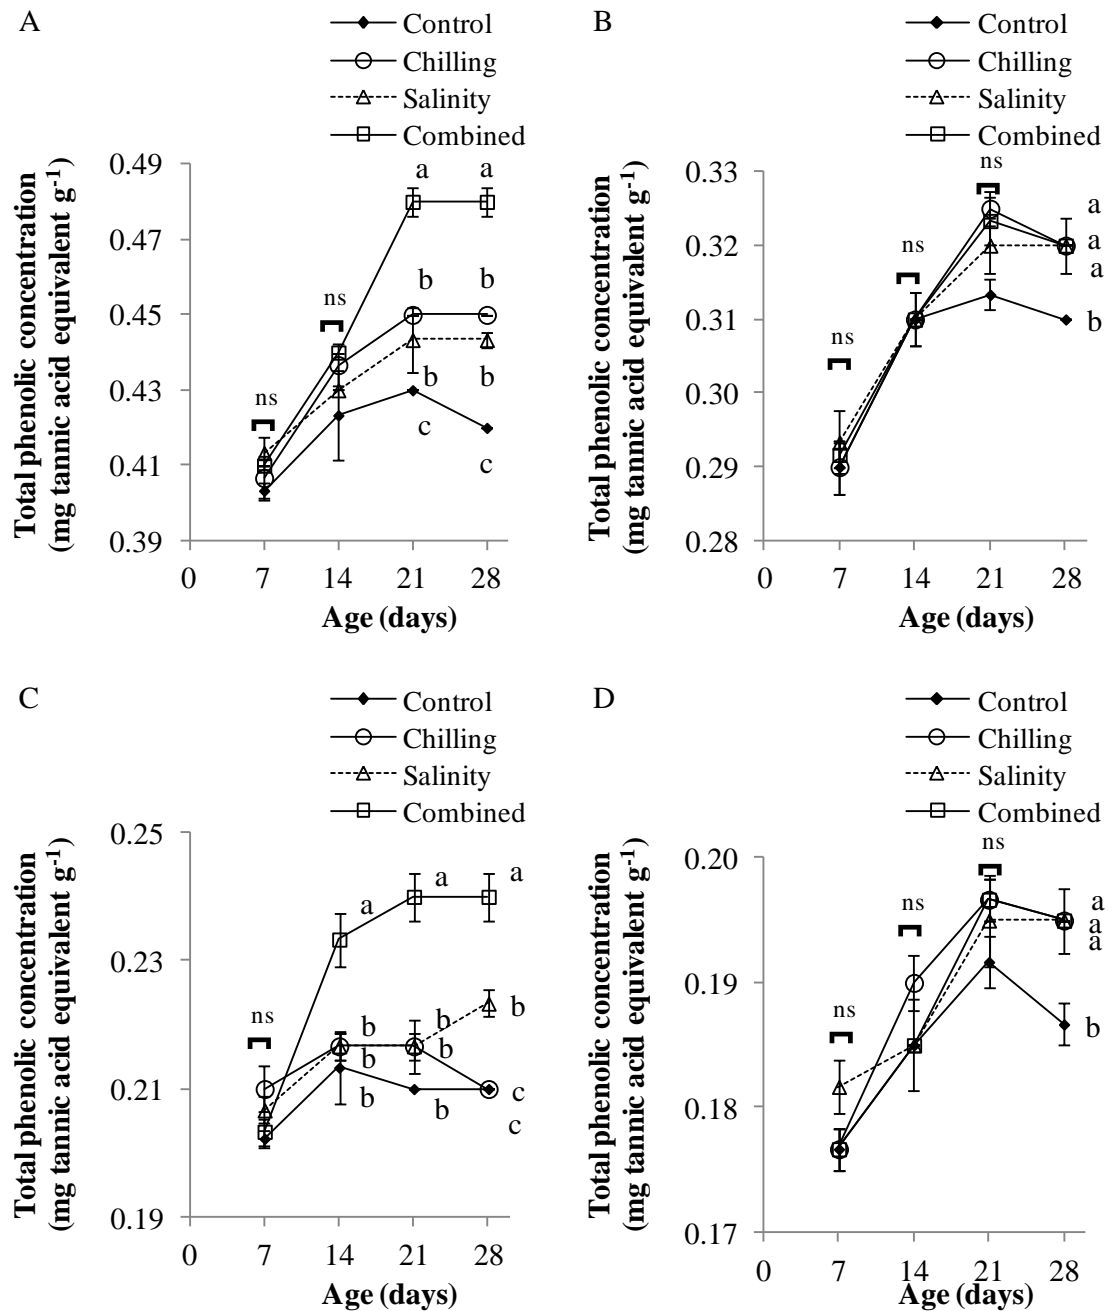 A
Control
Chilling
Salinity
Combined
Total phenolic concentration
(mg tannic acid equivalent g-1)
0.49
0.47
0.45
0.43
0.41
0.39
ns
ns
a
a
b
b
b
b
c
c
0
7
14
21
28
Age (days)
B
Control
Chilling
Salinity
Combined
Total phenolic concentration
(mg tannic acid equivalent g-1)
0.33
0.32
0.31
0.30
0.29
0.28
ns
ns
ns
a
a
a
b
0
7
14
21
28
Age (days)
C
Control
Chilling
Salinity
Combined
Total phenolic concentration
(mg tannic acid equivalent g-1)
0.25
0.23
0.21
0.19
ns
a
a
a
b
b
b
b
b
b
b
c
c
0
7
14
21
28
Age (days)
D
Control
Chilling
Salinity
Combined
Total phenolic concentration
(mg tannic acid equivalent g-1)
0.20
0.19
0.18
0.17
ns
ns
ns
a
a
a
b
0
7
14
21
28
Age (days)